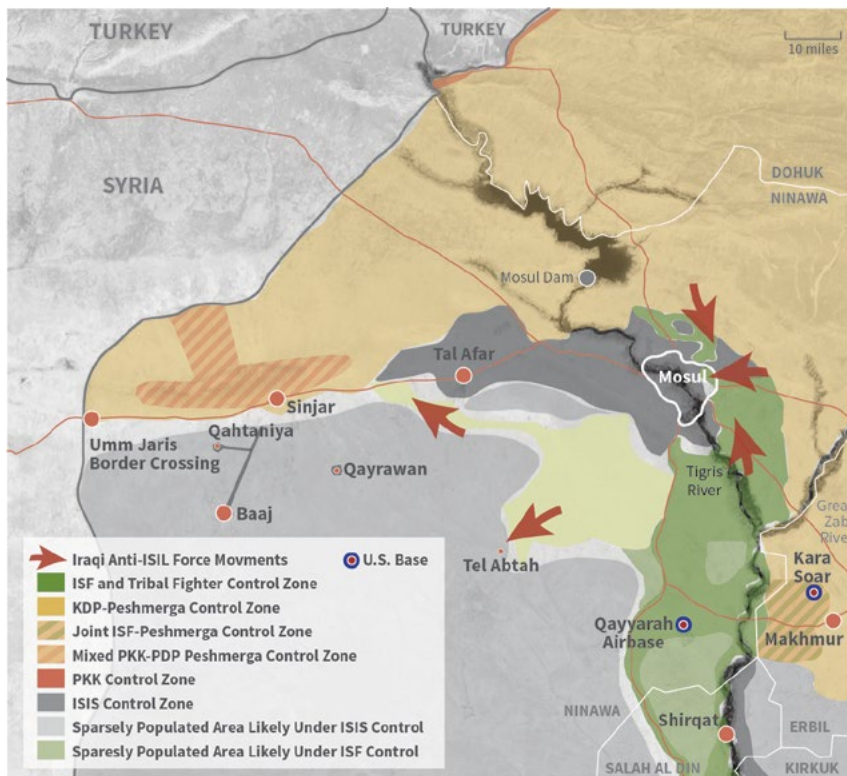 TURKEY
TURKEY
10 miles
SYRIA
DOHUK
NINAWA
Mosul Dam
Tal Afar
Mosul
Sinjar
Umm Jaris
Border Crossing
Qahtaniya
Qayrawan
Baaj
Tigris
River
Great
Zab
River
Tel Abtah
Kara
Soar
Qayyarah
Airbase
Makhmur
Iraqi Anti-ISIL Force Movments
U.S. Base
ISF and Tribal Fighter Control Zone
KDP-Peshmerga Control Zone
Joint ISF-Peshmerga Control Zone
Mixed PKK-PDP Peshmerga Control Zone
PKK Control Zone
ISIS Control Zone
Sparsely Populated Area Likely Under ISIS Control
Sparesly Populated Area Likely Under ISF Control
NINAWA
Shirqat
ERBIL
SALAH AL DIN
KIRKUK